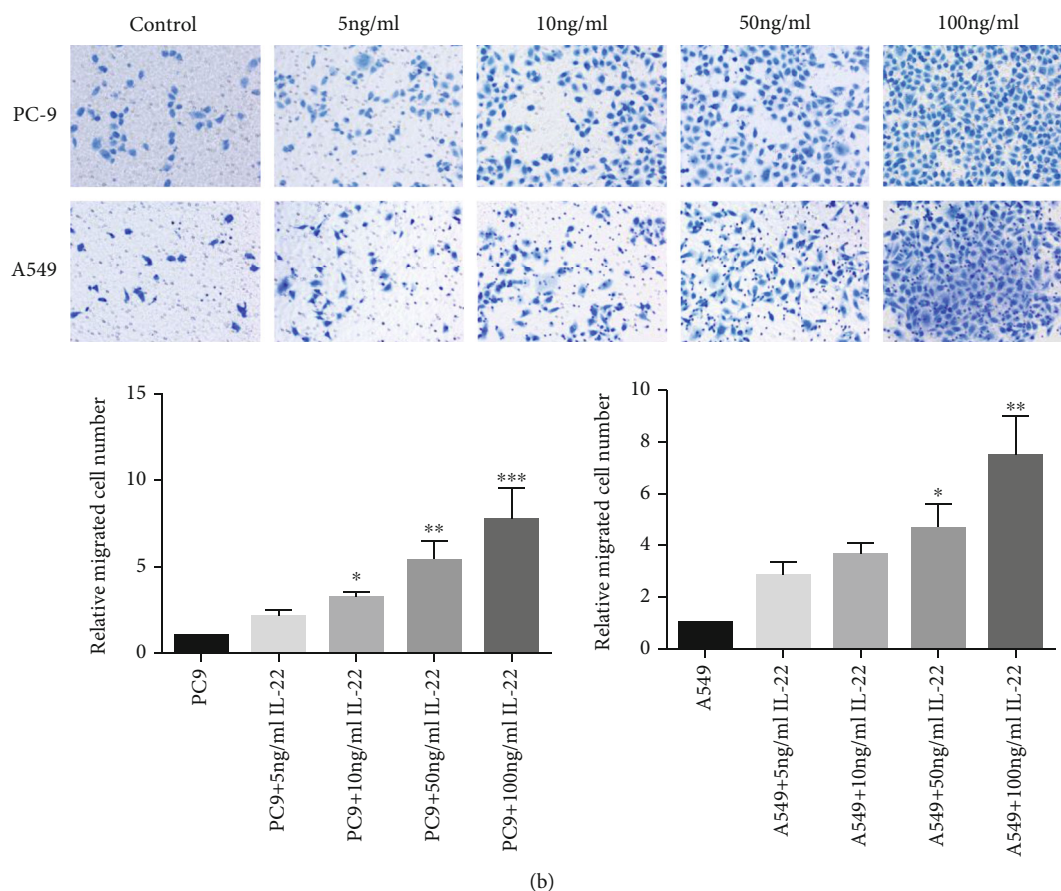 Control 5ng/ml 10ng/ml 50ng/ml 100ng/ml
PC-9
A549
Relative migrated cell number
15
10
5
0
*
**
***
PC9
PC9+5ng/ml IL-22
PC9+10ng/ml IL-22
PC9+50ng/ml IL-22
PC9+100ng/ml IL-22
Relative migrated cell number
10
8
6
4
2
0
*
**
A549
A549+5ng/ml IL-22
A549+10ng/ml IL-22
A549+50ng/ml IL-22
A549+100ng/ml IL-22
(b)